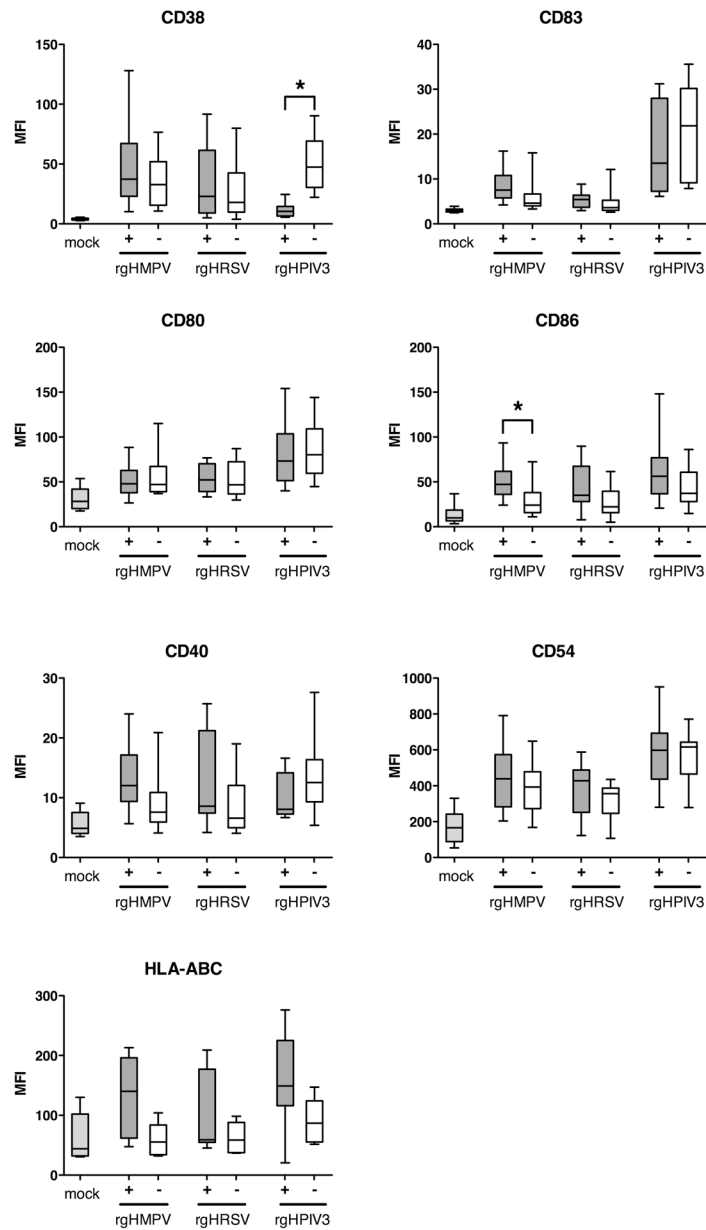 CD38
150
100
50
0
MFI
*
mock
+ - + - + -
rgHMPV rgHRSV rgHPIV3
CD83
40
30
20
10
0
MFI
mock
+ - + - + -
rgHMPV rgHRSV rgHPIV3
CD80
200
150
100
50
0
MFI
mock
+ - + - + -
rgHMPV rgHRSV rgHPIV3
CD86
200
150
100
50
0
MFI
*
mock
+ - + - + -
rgHMPV rgHRSV rgHPIV3
CD40
30
20
10
0
MFI
mock
+ - + - + -
rgHMPV rgHRSV rgHPIV3
CD54
1000
800
600
400
200
0
MFI
mock
+ - + - + -
rgHMPV rgHRSV rgHPIV3
HLA-ABC
300
200
100
0
MFI
mock
+ - + - + -
rgHMPV rgHRSV rgHPIV3